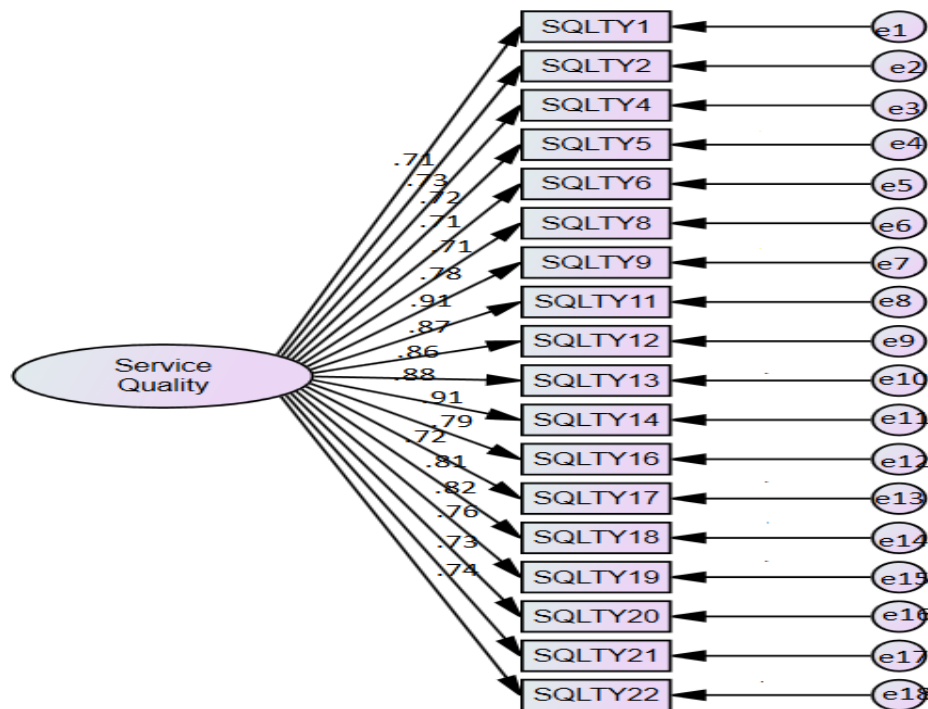 SQLTY1 e1
SQLTY2 e2
SQLTY4 e3
SQLTY5 e4
SQLTY6 e5
SQLTY8 e6
SQLTY9 e7
SQLTY11 e8
SQLTY12 e9
SQLTY13 e10
SQLTY14 e11
SQLTY16 e12
SQLTY17 e13
SQLTY18 e14
SQLTY19 e15
SQLTY20 e16
SQLTY21 e17
SQLTY22 e18
.71
.73
.72
.71
.71
.78
.91
.87
.86
.88
.91
.79
.72
.81
.82
.76
.73
.74
Service
Quality